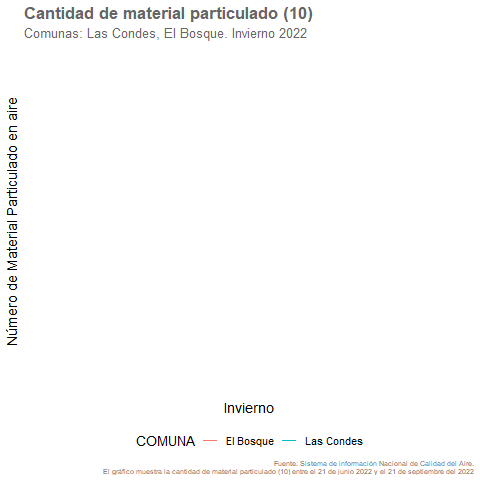 Cantidad de material particulado (10)
Comunas: Las Condes, El Bosque. Invierno 2022
Número de Material Particulado en aire
Invierno
COMUNA El Bosque Las Condes
Fuente: Sistema de información Nacional de Calidad del Aire.
El gráfico muestra la cantidad de material particulado (10) entre el 21 de junio 2022 y el 21 de septiembre del 2022